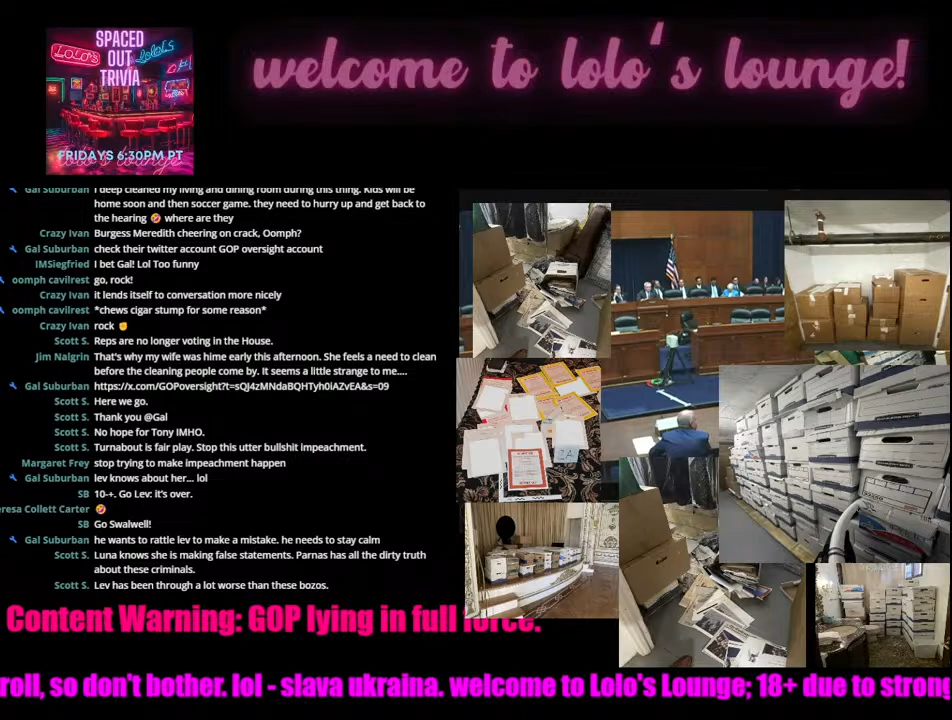 SPACED
OUT
TRIVIA
LOLO'S
FRIDAYS 6:30PM PT
lolo's lounge
welcome to lolo's lounge!
Gal Suburban I deep cleaned my living and dining room during this thing. Kids will be
home soon and then soccer game. they need to hurry up and get back to
the hearing 🤣 where are they
Crazy Ivan Burgess Meredith cheering on crack, Oomph?
Gal Suburban check their twitter account GOP oversight account
IMSiegfried I bet Gal! Lol Too funny
oomph cavilrest go, rock!
Crazy Ivan it lends itself to conversation more nicely
oomph cavilrest *chews cigar stump for some reason*
Crazy Ivan rock ✊
Scott S. Reps are no longer voting in the House.
Jim Nalgrin That's why my wife was hime early this afternoon. She feels a need to clean
before the cleaning people come by. It seems a little strange to me....
Gal Suburban https://x.com/GOPoversight?t=sQJ4zMNdaBQHTyh0iAZvEA&s=09
Scott S. Here we go.
Scott S. Thank you @Gal
Scott S. No hope for Tony IMHO.
Scott S. Turnabout is fair play. Stop this utter bullshit impeachment.
Margaret Frey stop trying to make impeachment happen
Gal Suburban lev knows about her... lol
SB 10-+. Go Lev: it's over.
eresa Collett Carter 🤣
SB Go Swalwell!
Gal Suburban he wants to rattle lev to make a mistake. he needs to stay calm
Scott S. Luna knows she is making false statements. Parnas has all the dirty truth
about these criminals.
Scott S. Lev has been through a lot worse than these bozos.
Content Warning: GOP lying in full force.
roll, so don't bother. lol - slava ukraina. welcome to Lolo's Lounge; 18+ due to strong